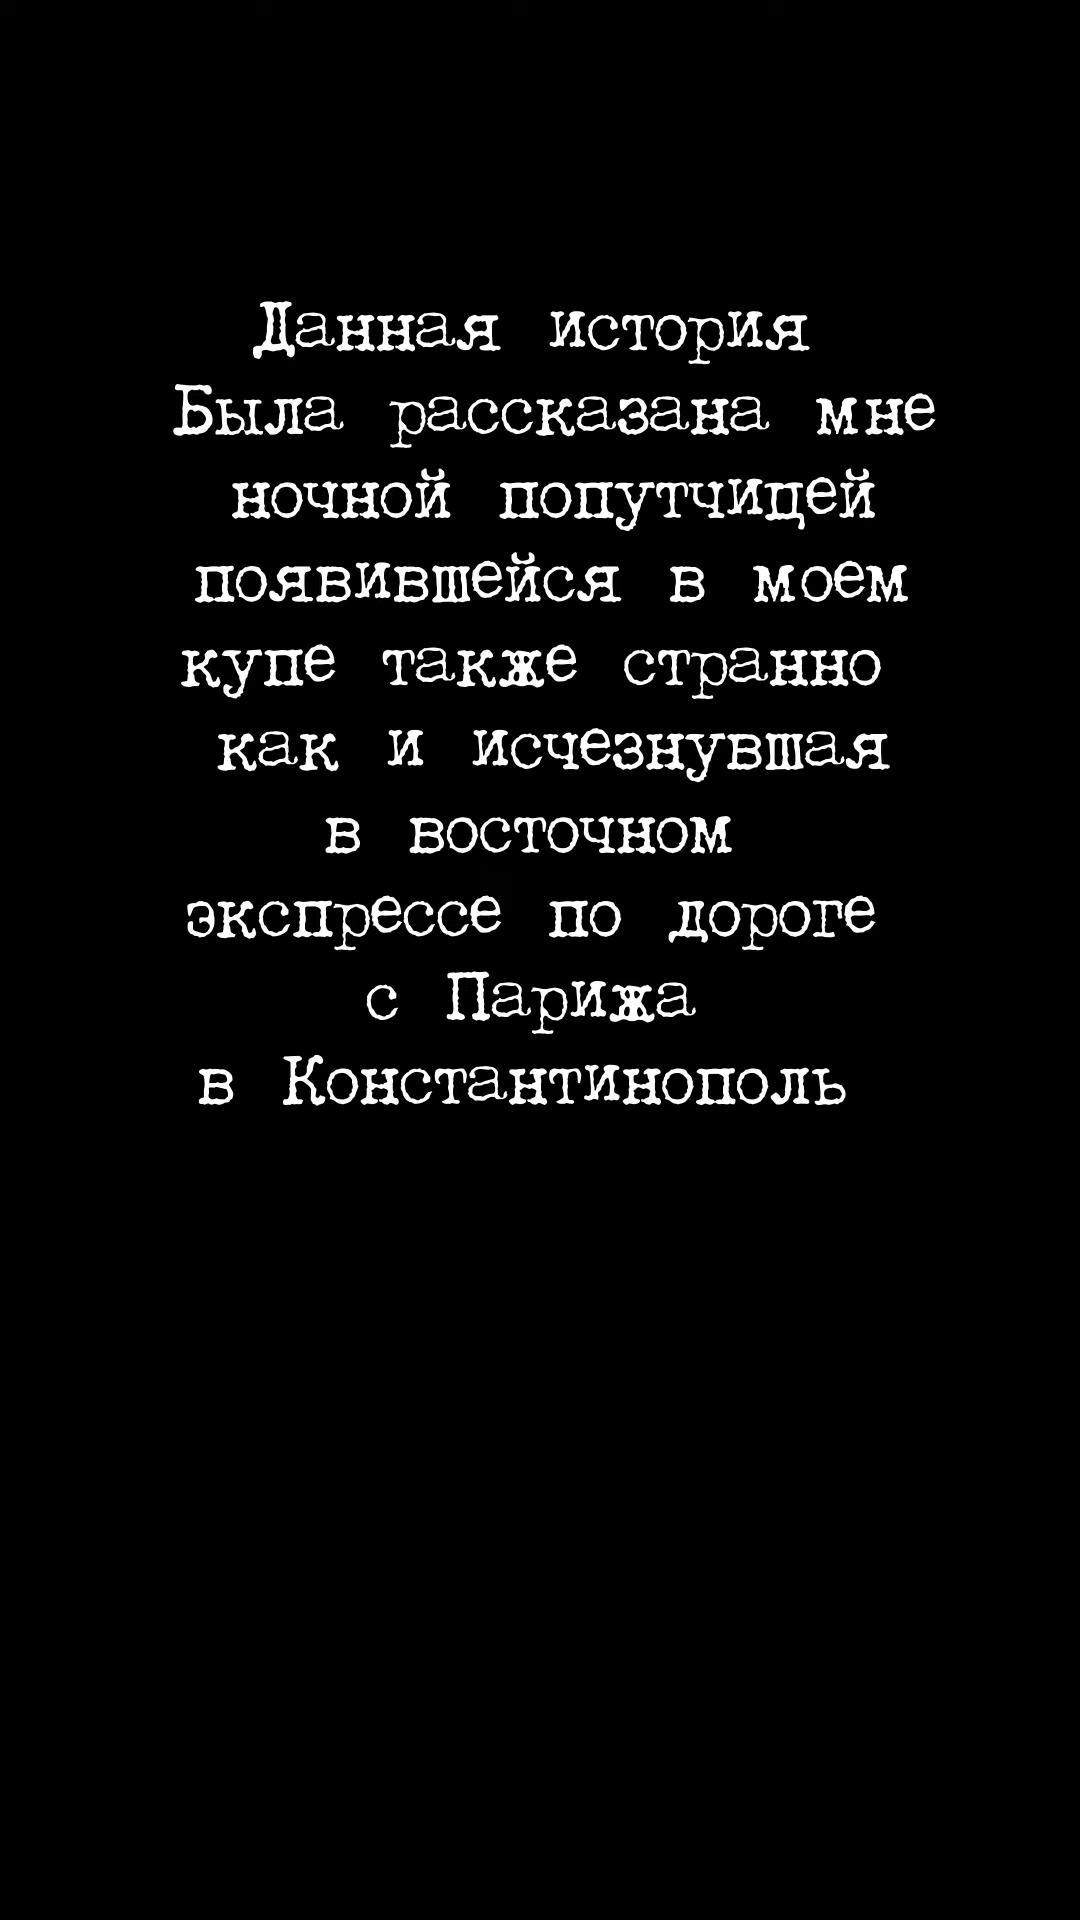 Данная история
Была рассказана мне
ночной попутчицей
появившейся в моем
купе также странно
как и исчезнувшая
в восточном
экспрессе по дороге
с Парижа
в Константинополь